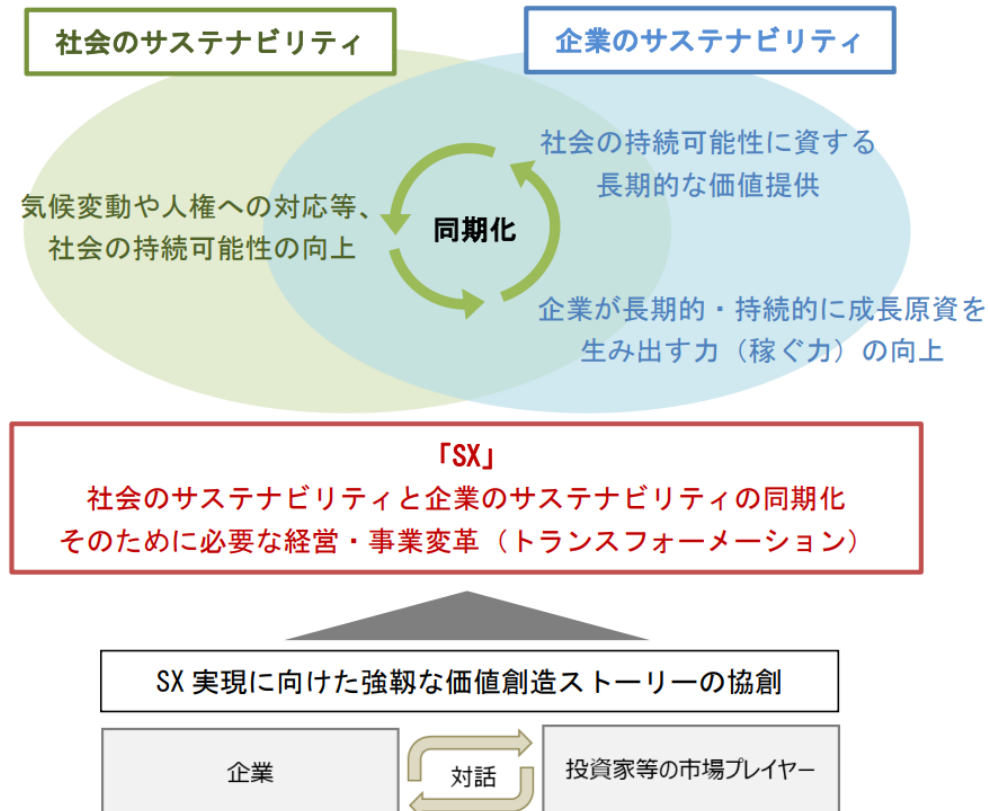 社会のサステナビリティ
企業のサステナビリティ
社会の持続可能性に資する
長期的な価値提供
気候変動や人権への対応等、
社会の持続可能性の向上
同期化
企業が長期的・持続的に成長原資を
生み出す力（稼ぐ力）の向上
「SX」
社会のサステナビリティと企業のサステナビリティの同期化
そのために必要な経営・事業変革（トランスフォーメーション）
SX 実現に向けた強靱な価値創造ストーリーの協創
企業
対話
投資家等の市場プレイヤー